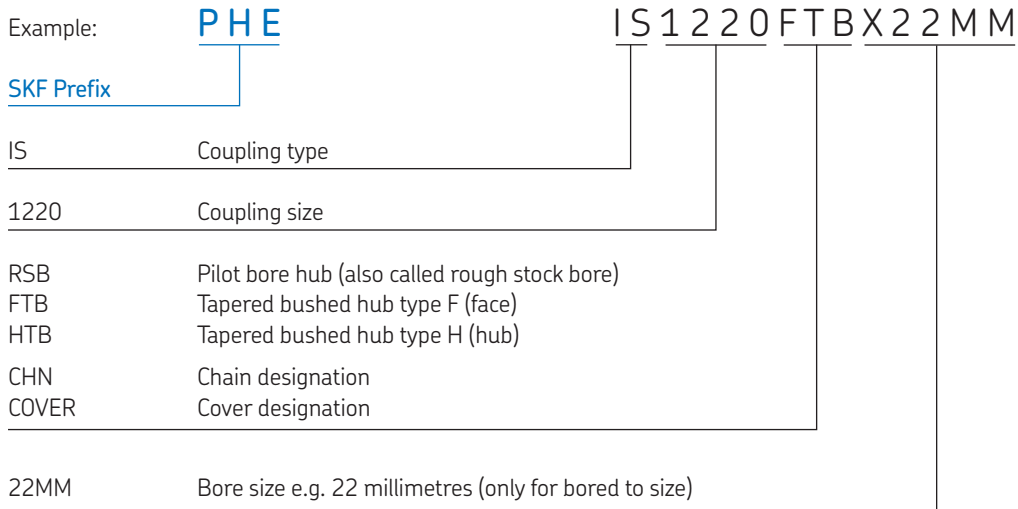 Example: PHE IS1220FTBX22MM
SKF Prefix
IS Coupling type
1220 Coupling size
RSB Pilot bore hub (also called rough stock bore)
FTB Tapered bushed hub type F (face)
HTB Tapered bushed hub type H (hub)
CHN Chain designation
COVER Cover designation
22MM Bore size e.g. 22 millimetres (only for bored to size)